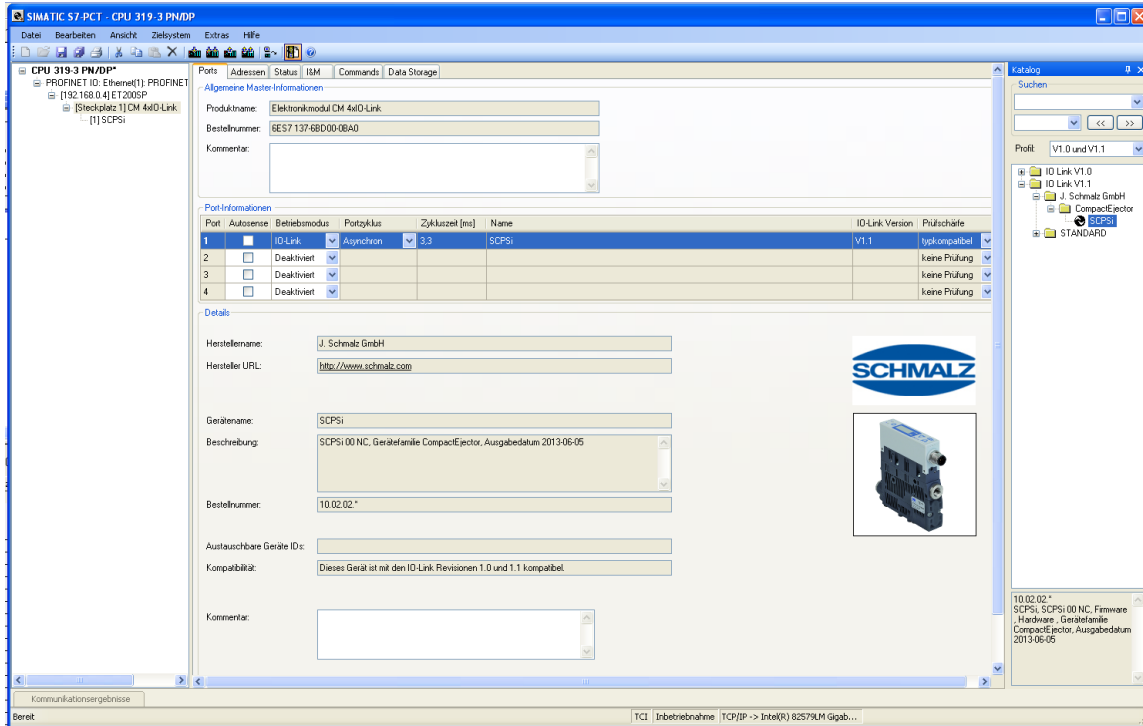 SIMATIC S7-PCT - CPU 319-3 PN/DP
Datei Bearbeiten Ansicht Zielsystem Extras Hilfe
CPU 319-3 PN/DP*
PROFINET IO: Ethernet(1): PROFINET
[192.168.0.4] ET200SP
[Steckplatz 1] CM 4xIO-Link
[1] SCPSi
Ports Adressen Status I&M Commands Data Storage
Allgemeine Master-Informationen
Produktname: Elektronikmodul CM 4xIO-Link
Bestellnummer: 6ES7 137-6BD00-0BA0
Kommentar:
Port-Informationen
Port Autosense Betriebsmodus Portzyklus Zykluszeit [ms] Name IO-Link Version Prüfschärfe
1 IO-Link Asynchron 3,3 SCPSi V1.1 typkompatibel
2 Deaktiviert keine Prüfung
3 Deaktiviert keine Prüfung
4 Deaktiviert keine Prüfung
Details
Herstellername: J. Schmalz GmbH
Hersteller URL: http://www.schmalz.com
SCHMALZ
Gerätename: SCPSi
Beschreibung: SCPSi 00 NC, Gerätefamilie CompactEjector, Ausgabedatum 2013-06-05
Bestellnummer: 10.02.02.*
Austauschbare Geräte IDs:
Kompatibilität: Dieses Gerät ist mit den IO-Link Revisionen 1.0 und 1.1 kompatibel.
Kommentar:
Katalog
Suchen
<< >>
Profil: V1.0 und V1.1
IO Link V1.0
IO Link V1.1
J. Schmalz GmbH
CompactEjector
SCPSi
STANDARD
10.02.02.*
SCPSi, SCPSi 00 NC, Firmware
, Hardware , Gerätefamilie
CompactEjector, Ausgabedatum
2013-06-05
Kommunikationsergebnisse
Bereit TCI Inbetriebnahme TCP/IP -> Intel(R) 82579LM Gigab...